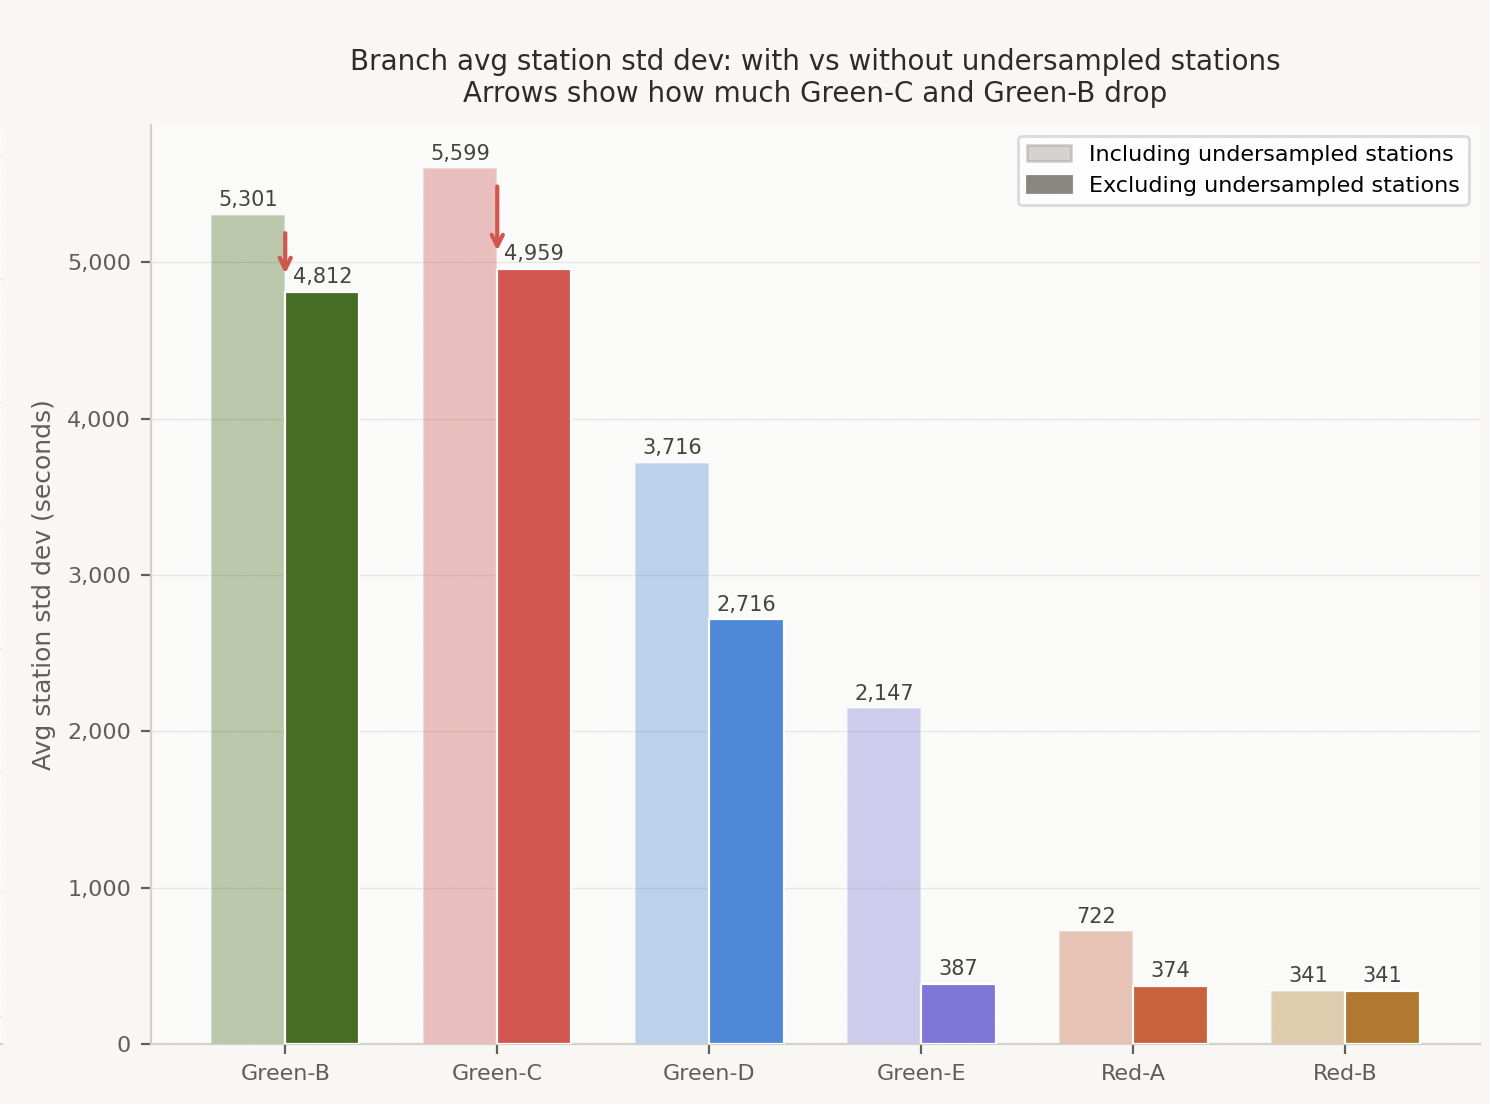 Branch avg station std dev: with vs without undersampled stations
Arrows show how much Green-C and Green-B drop
Including undersampled stations
Excluding undersampled stations
Avg station std dev (seconds)
5,000
4,000
3,000
2,000
1,000
0
5,301
4,812
5,599
4,959
3,716
2,716
2,147
387
722
374
341
341
Green-B
Green-C
Green-D
Green-E
Red-A
Red-B